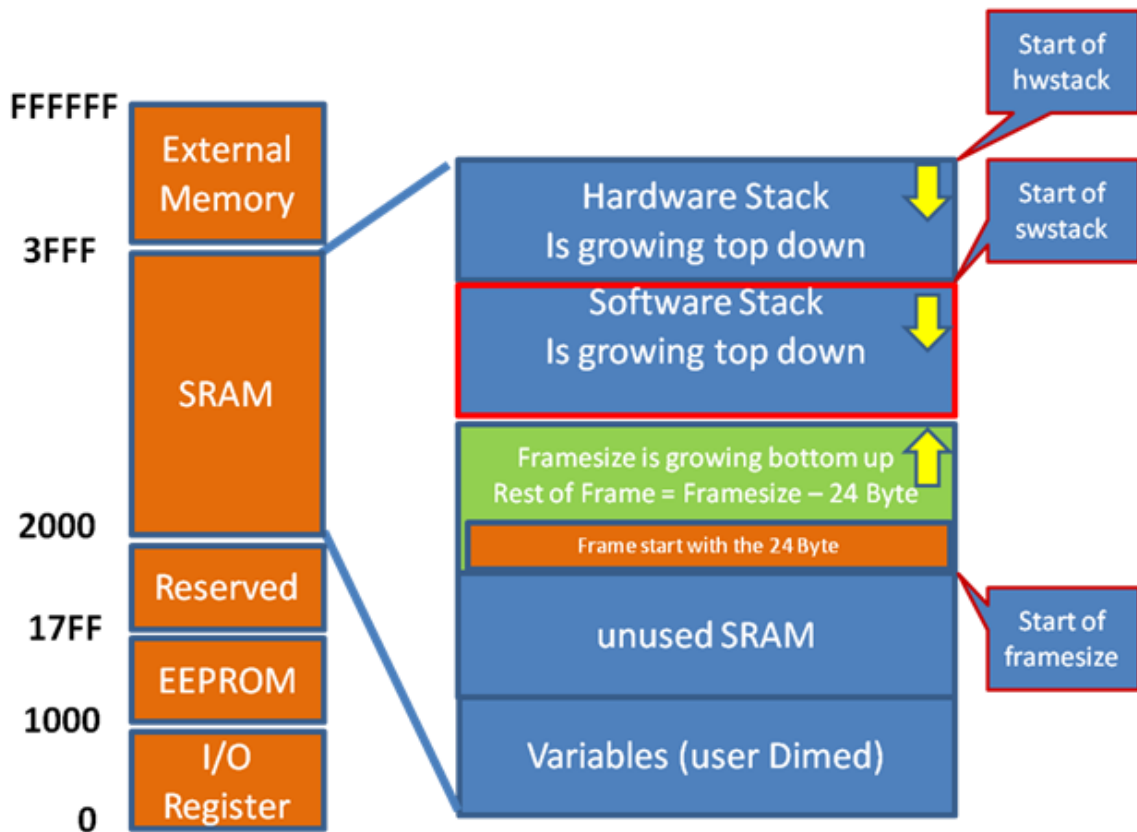 FFFFFF
External
Memory
3FFF
SRAM
2000
Reserved
17FF
EEPROM
1000
I/O
Register
0
Hardware Stack
Is growing top down
Software Stack
Is growing top down
Framesize is growing bottom up
Rest of Frame = Framesize – 24 Byte
Frame start with the 24 Byte
unused SRAM
Variables (user Dimed)
Start of
hwstack
Start of
swstack
Start of
framesize